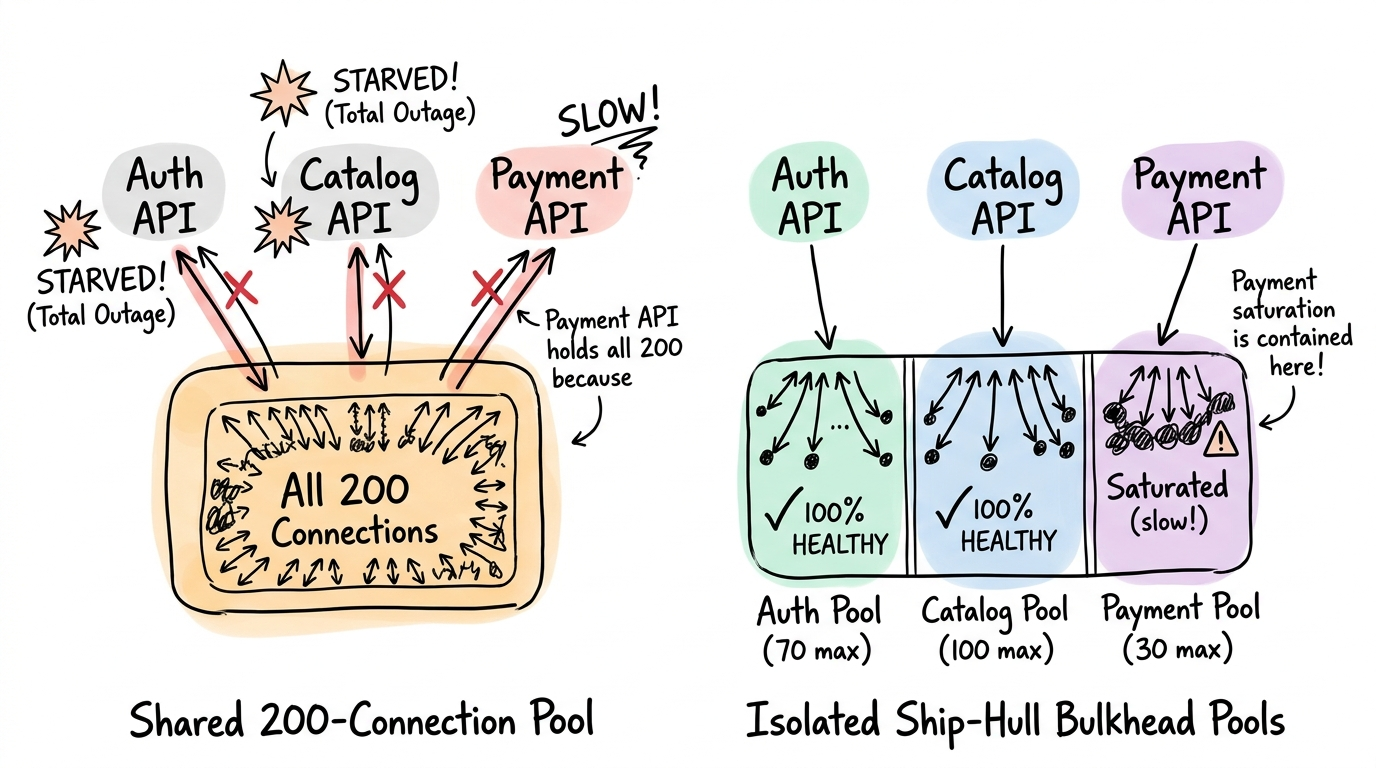 STARVED!
(Total Outage)
SLOW!
Auth
API
Catalog
API
Payment
API
STARVED!
(Total Outage)
Payment API
holds all 200
because
All 200
Connections
Shared 200-Connection Pool
Auth
API
Catalog
API
Payment
API
Payment
saturation
is contained
here!
...
✓ 100%
HEALTHY
✓ 100%
HEALTHY
Saturated
(slow!)
Auth Pool
(70 max)
Catalog Pool
(100 max)
Payment Pool
(30 max)
Isolated Ship-Hull Bulkhead Pools